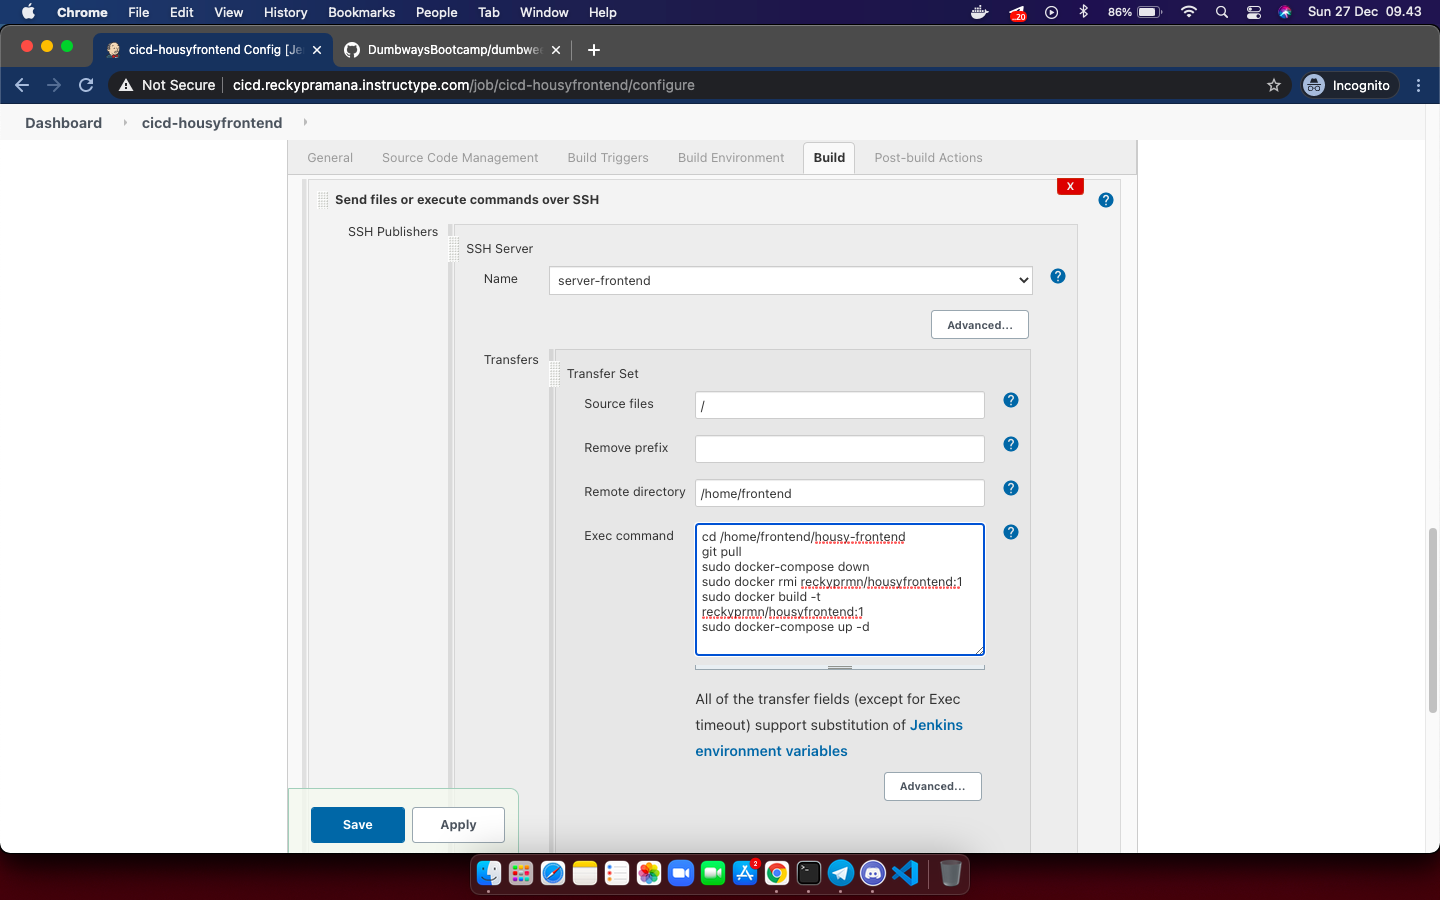 Chrome File Edit View History Bookmarks People Tab Window Help 20 86% Sun 27 Dec 09.43
cicd-housyfrontend Config [Je DumbwaysBootcamp/dumbwe
Not Secure cicd.reckypramana.instructype.com/job/cicd-housyfrontend/configure Incognito
Dashboard cicd-housyfrontend
General Source Code Management Build Triggers Build Environment Build Post-build Actions
X
Send files or execute commands over SSH ?
SSH Publishers
SSH Server
Name server-frontend ?
Advanced...
Transfers
Transfer Set
Source files / ?
Remove prefix ?
Remote directory /home/frontend ?
Exec command ?
cd /home/frontend/housy-frontend
git pull
sudo docker-compose down
sudo docker rmi reckyprmn/housyfrontend:1
sudo docker build -t
reckyprmn/housyfrontend:1
sudo docker-compose up -d
All of the transfer fields (except for Exec
timeout) support substitution of Jenkins
environment variables
Advanced...
Save Apply
2